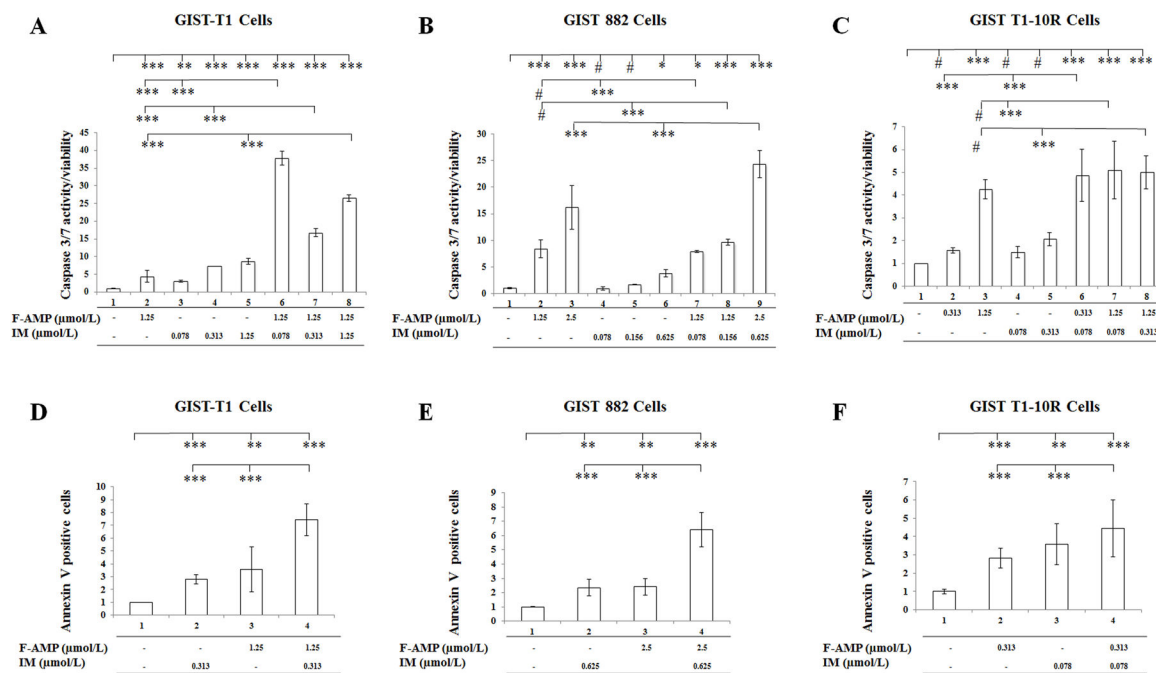 A
GIST-T1 Cells
*** ** *** *** *** *** ***
*** ***
*** ***
*** ***
Caspase 3/7 activity/viability
45
40
35
30
25
20
15
10
5
0
1 2 3 4 5 6 7 8
F-AMP (µmol/L) - 1.25 - - - 1.25 1.25 1.25
IM (µmol/L) - - 0.078 0.313 1.25 0.078 0.313 1.25
B
GIST 882 Cells
*** *** # # * * *** ***
# ***
# ***
*** ***
Caspase 3/7 activity/viability
30
25
20
15
10
5
0
1 2 3 4 5 6 7 8 9
- 1.25 2.5 - - - 1.25 1.25 2.5
- - - 0.078 0.156 0.625 0.078 0.156 0.625
C
GIST T1-10R Cells
# *** # # *** *** ***
*** ***
# ***
# ***
Caspase 3/7 activity/viability
7
6
5
4
3
2
1
0
1 2 3 4 5 6 7 8
F-AMP (µmol/L) - 0.313 1.25 - - 0.313 1.25 1.25
IM (µmol/L) - - - 0.078 0.313 0.078 0.078 0.313
D
GIST-T1 Cells
*** ** ***
*** ***
Annexin V positive cells
10
9
8
7
6
5
4
3
2
1
0
1 2 3 4
F-AMP (µmol/L) - - 1.25 1.25
IM (µmol/L) - 0.313 - 0.313
E
GIST 882 Cells
** ** ***
*** ***
Annexin V positive cells
9
8
7
6
5
4
3
2
1
0
1 2 3 4
F-AMP (µmol/L) - - 2.5 2.5
IM (µmol/L) - 0.625 - 0.625
F
GIST T1-10R Cells
*** ** ***
*** ***
Annexin V positive cells
7
6
5
4
3
2
1
0
1 2 3 4
F-AMP (µmol/L) - 0.313 - 0.313
IM (µmol/L) - - 0.078 0.078